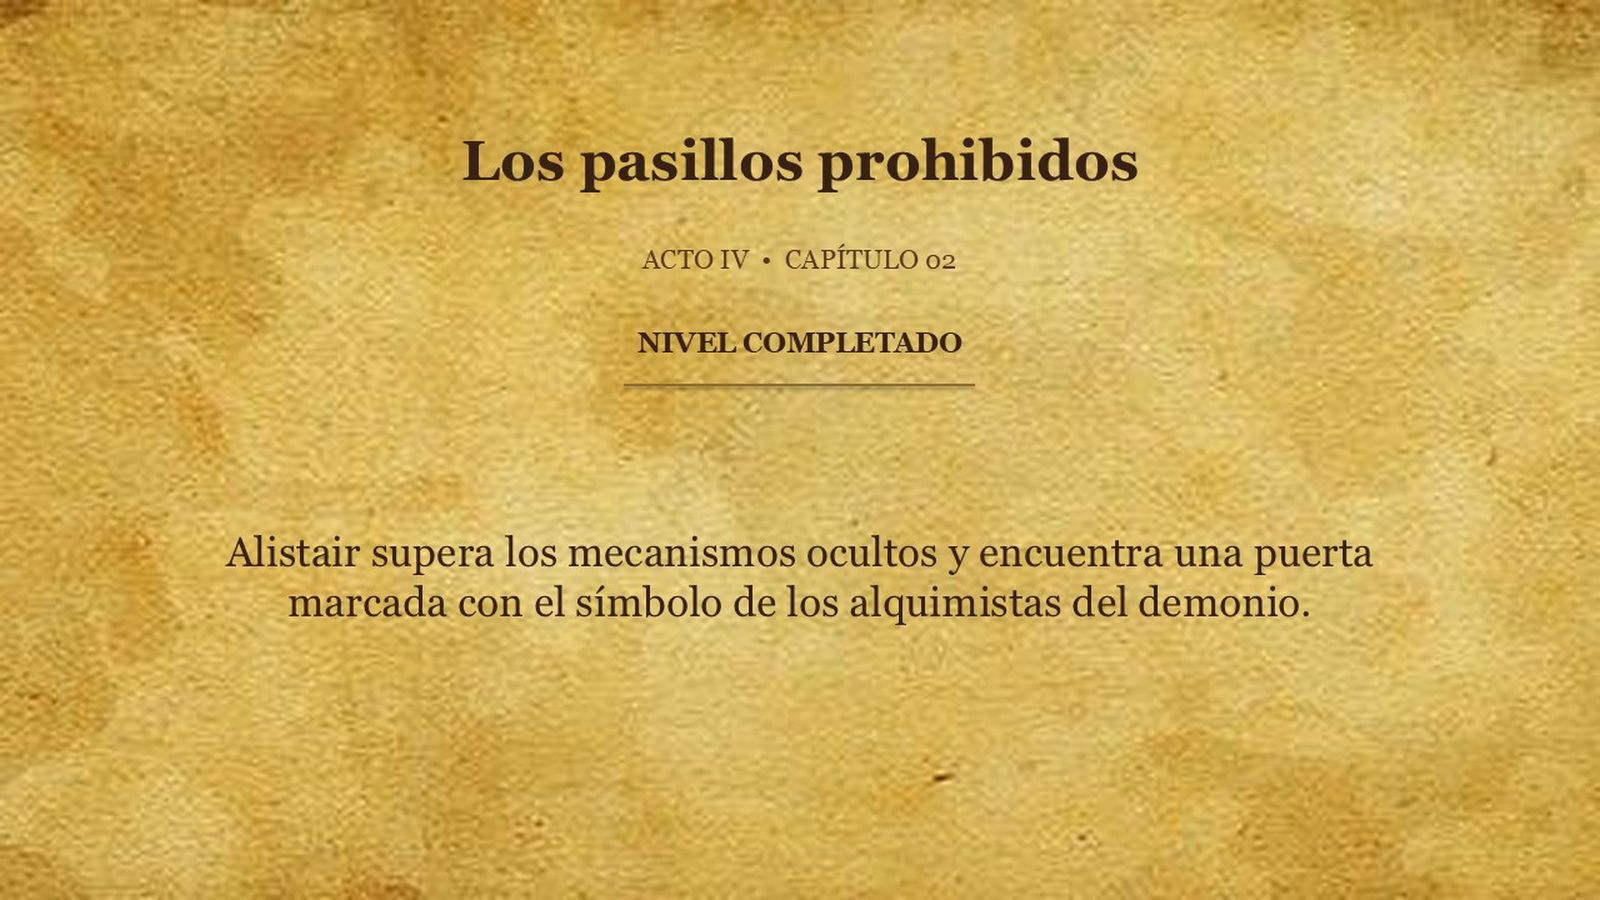 Los pasillos prohibidos
ACTO IV • CAPÍTULO 02
NIVEL COMPLETADO
Alistair supera los mecanismos ocultos y encuentra una puerta
marcada con el símbolo de los alquimistas del demonio.